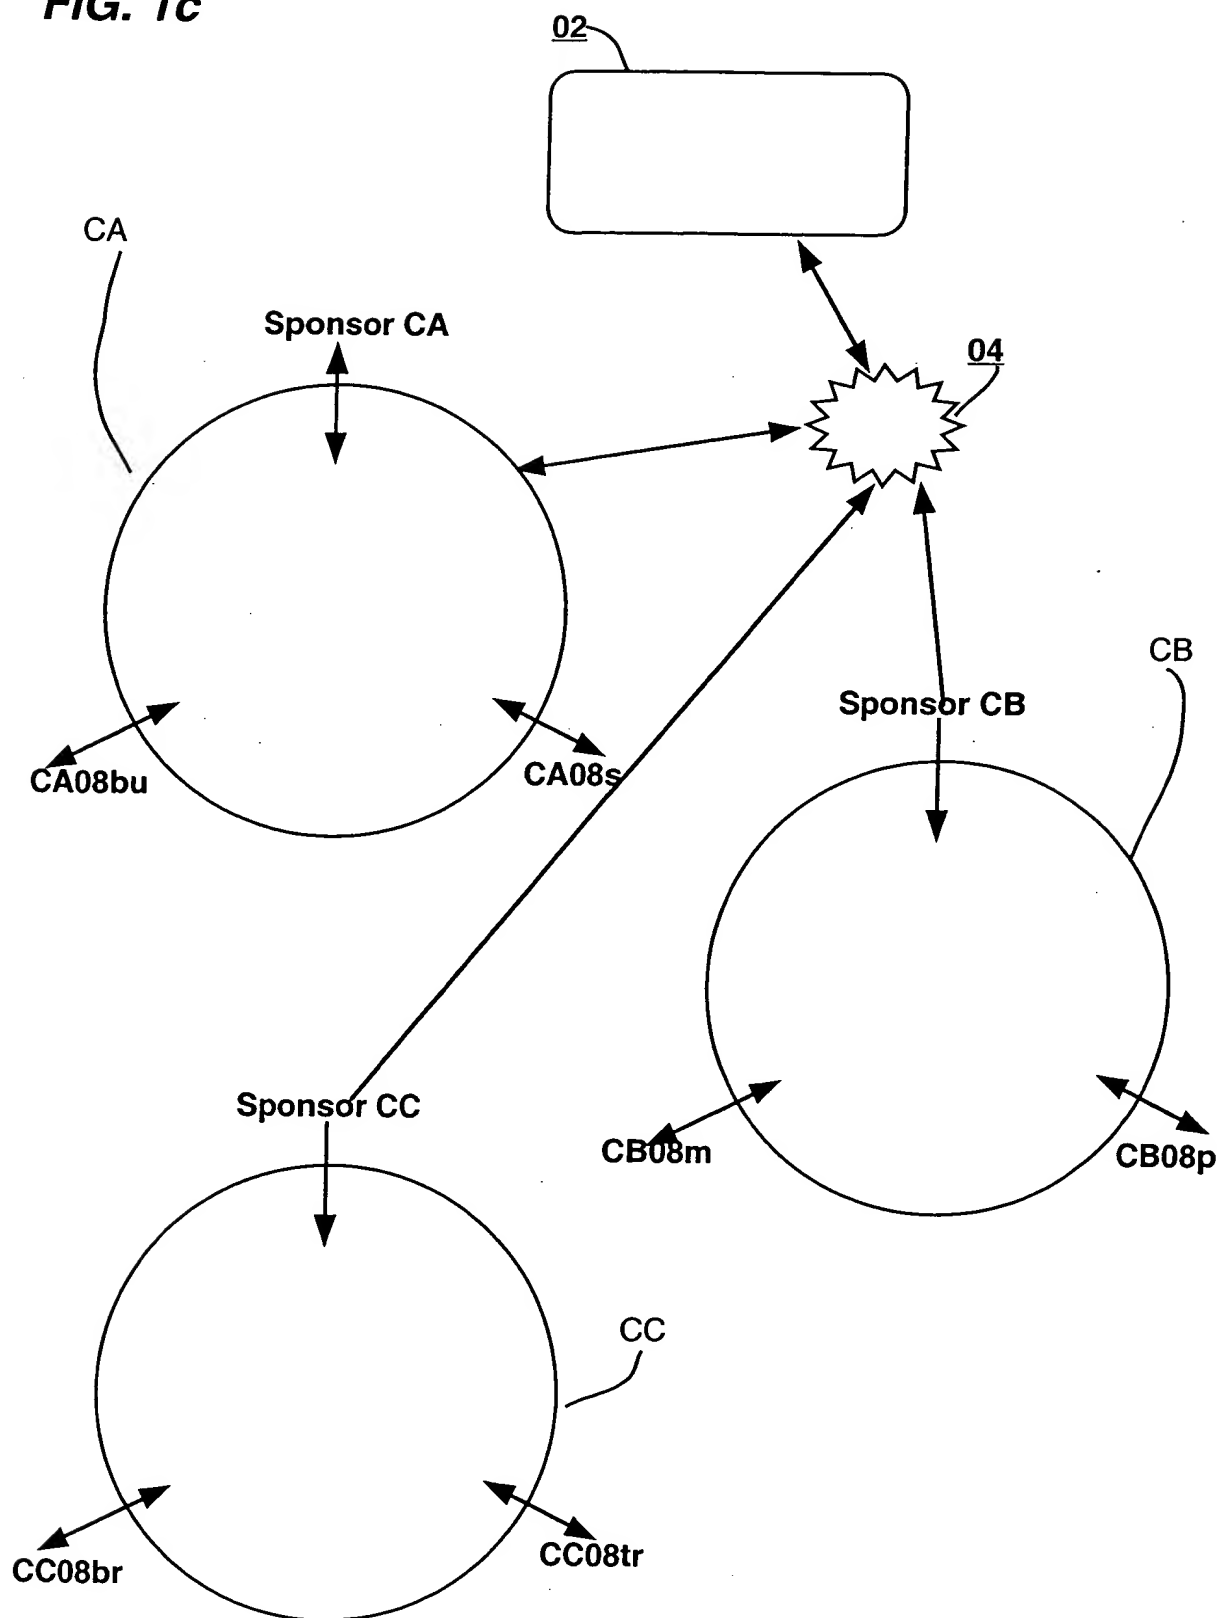 FIG. 1c
02
CA
Sponsor CA
04
CB
Sponsor CB
CA08bu
CA08s
Sponsor CC
CB08m
CB08p
CC
CC08br
CC08tr